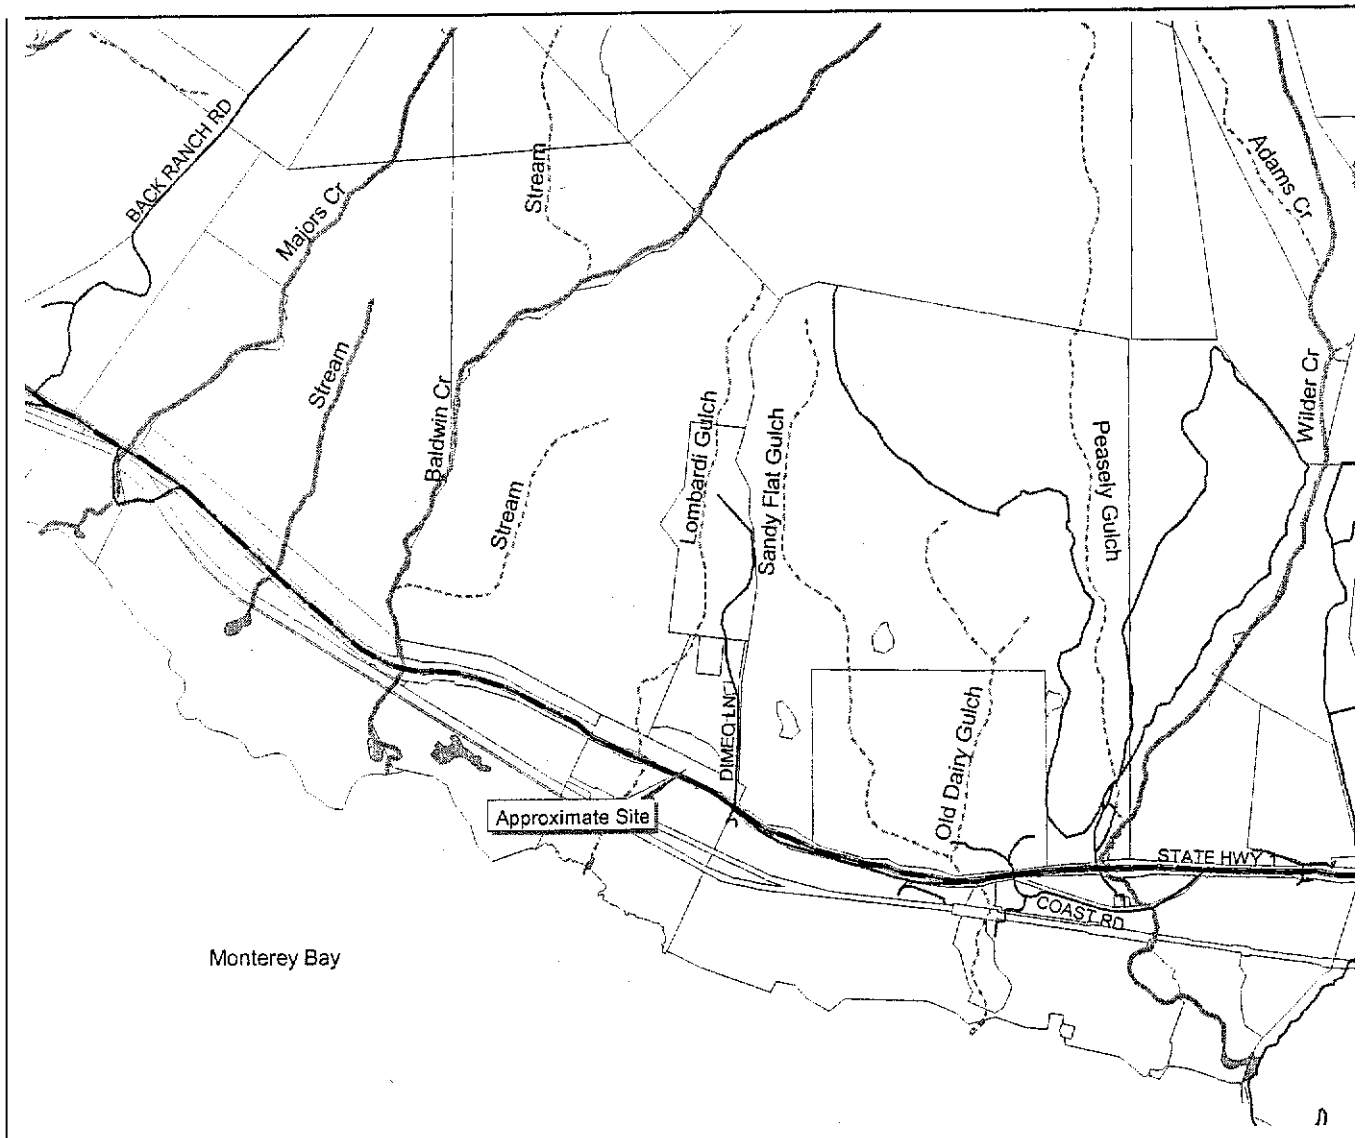 BACK RANCH RD
Majors Cr
Stream
Adams Cr
Stream
Baldwin Cr
Stream
Lombardi Gulch
Sandy Flat Gulch
Peasely Gulch
Wilder Cr
DIMEO LN
Old Dairy Gulch
Approximate Site
STATE HWY 1
COAST RD
Monterey Bay